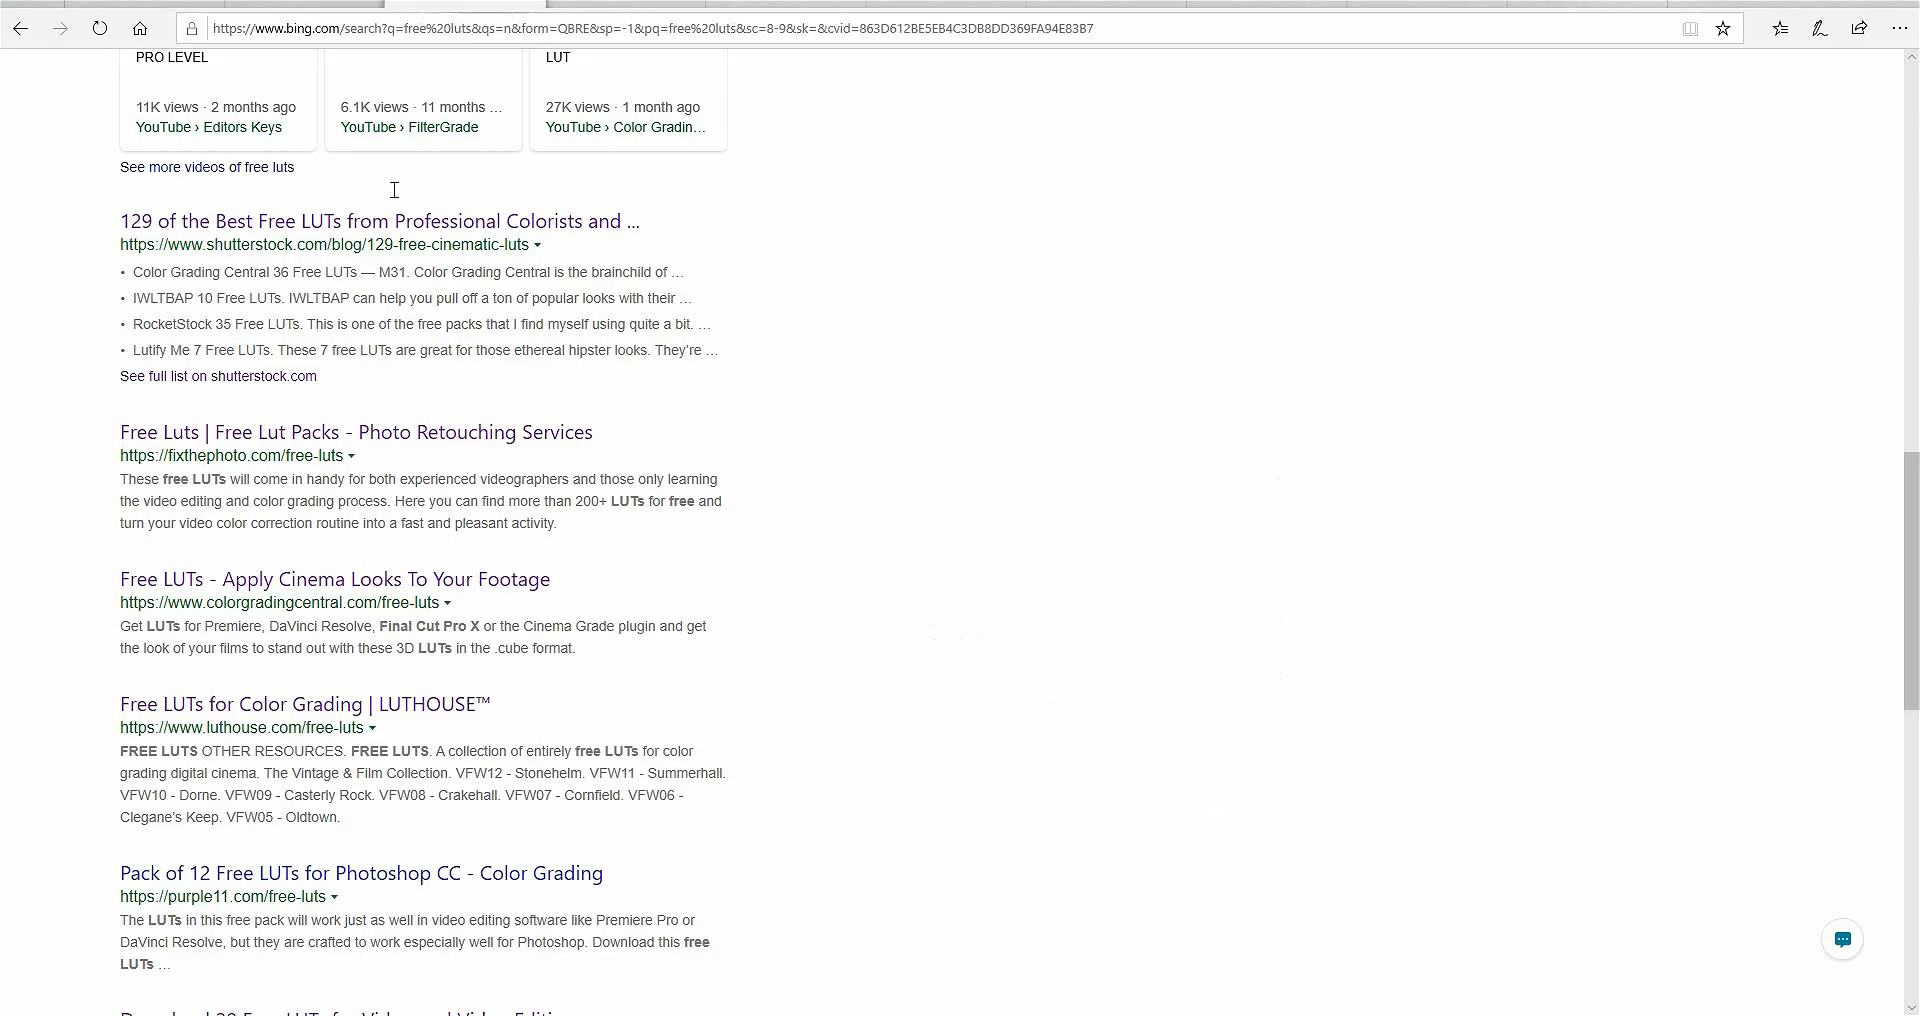 https://www.bing.com/search?q=free%20luts&qs=n&form=QBRE&sp=-1&pq=free%20luts&sc=8-9&sk=&cvid=863D612BE5EB4C3DB8DD369FA94E83B7
PRO LEVEL
LUT
11K views · 2 months ago
6.1K views · 11 months ...
27K views · 1 month ago
YouTube › Editors Keys
YouTube › FilterGrade
YouTube › Color Gradin...
See more videos of free luts
129 of the Best Free LUTs from Professional Colorists and ...
https://www.shutterstock.com/blog/129-free-cinematic-luts
• Color Grading Central 36 Free LUTs — M31. Color Grading Central is the brainchild of ...
• IWLTBAP 10 Free LUTs. IWLTBAP can help you pull off a ton of popular looks with their ...
• RocketStock 35 Free LUTs. This is one of the free packs that I find myself using quite a bit. ...
• Lutify Me 7 Free LUTs. These 7 free LUTs are great for those ethereal hipster looks. They're ...
See full list on shutterstock.com
Free Luts | Free Lut Packs - Photo Retouching Services
https://fixthephoto.com/free-luts
These free LUTs will come in handy for both experienced videographers and those only learning
the video editing and color grading process. Here you can find more than 200+ LUTs for free and
turn your video color correction routine into a fast and pleasant activity.
Free LUTs - Apply Cinema Looks To Your Footage
https://www.colorgradingcentral.com/free-luts
Get LUTs for Premiere, DaVinci Resolve, Final Cut Pro X or the Cinema Grade plugin and get
the look of your films to stand out with these 3D LUTs in the .cube format.
Free LUTs for Color Grading | LUTHOUSE™
https://www.luthouse.com/free-luts
FREE LUTS OTHER RESOURCES. FREE LUTS. A collection of entirely free LUTs for color
grading digital cinema. The Vintage & Film Collection. VFW12 - Stonehelm. VFW11 - Summerhall.
VFW10 - Dorne. VFW09 - Casterly Rock. VFW08 - Crakehall. VFW07 - Cornfield. VFW06 -
Clegane's Keep. VFW05 - Oldtown.
Pack of 12 Free LUTs for Photoshop CC - Color Grading
https://purple11.com/free-luts
The LUTs in this free pack will work just as well in video editing software like Premiere Pro or
DaVinci Resolve, but they are crafted to work especially well for Photoshop. Download this free
LUTs ...